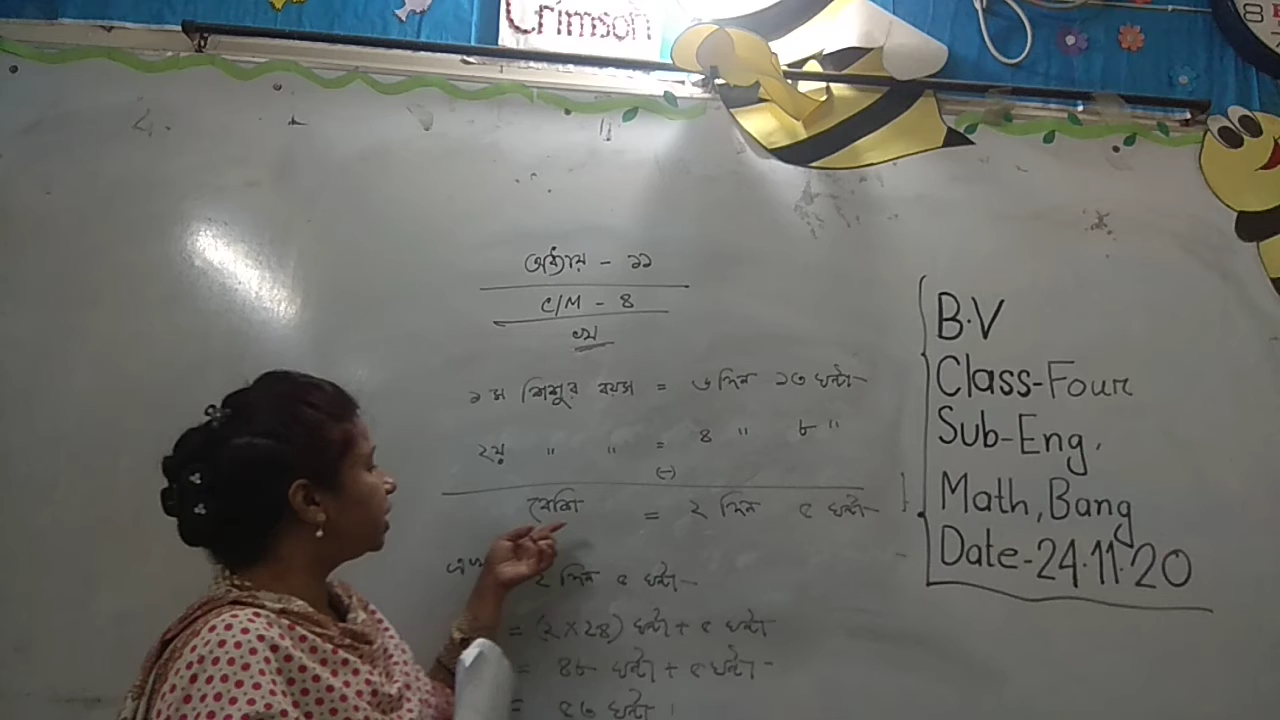 Crimson
অধ্যায় - ১১
C/M - ৪
৩য়
১ম শিশুর বয়স = ৬ দিন ১৩ ঘন্টা
২য় " " = ৪ " ৮ "
(-)
বেশি = ২ দিন ৫ ঘন্টা
২ দিন ৫ ঘন্টা
= (২ X ২৪) ঘন্টা + ৫ ঘন্টা
= ৪৮ ঘন্টা + ৫ ঘন্টা
= ৫৩ ঘন্টা ।
B.V
Class-Four
Sub-Eng,
Math, Bang
Date-24.11.20
8